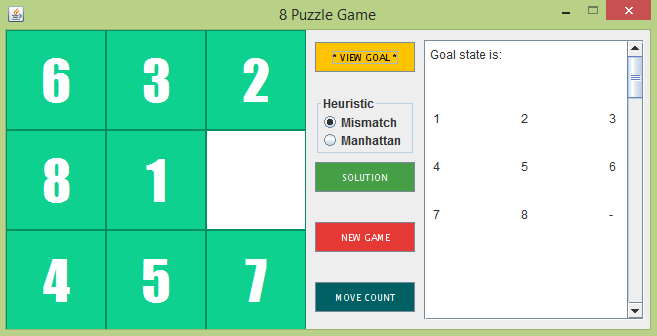 8 Puzzle Game
6 3 2
8 1
4 5 7
* VIEW GOAL *
Heuristic
Mismatch
Manhattan
SOLUTION
NEW GAME
MOVE COUNT
Goal state is:
1 2 3
4 5 6
7 8 -